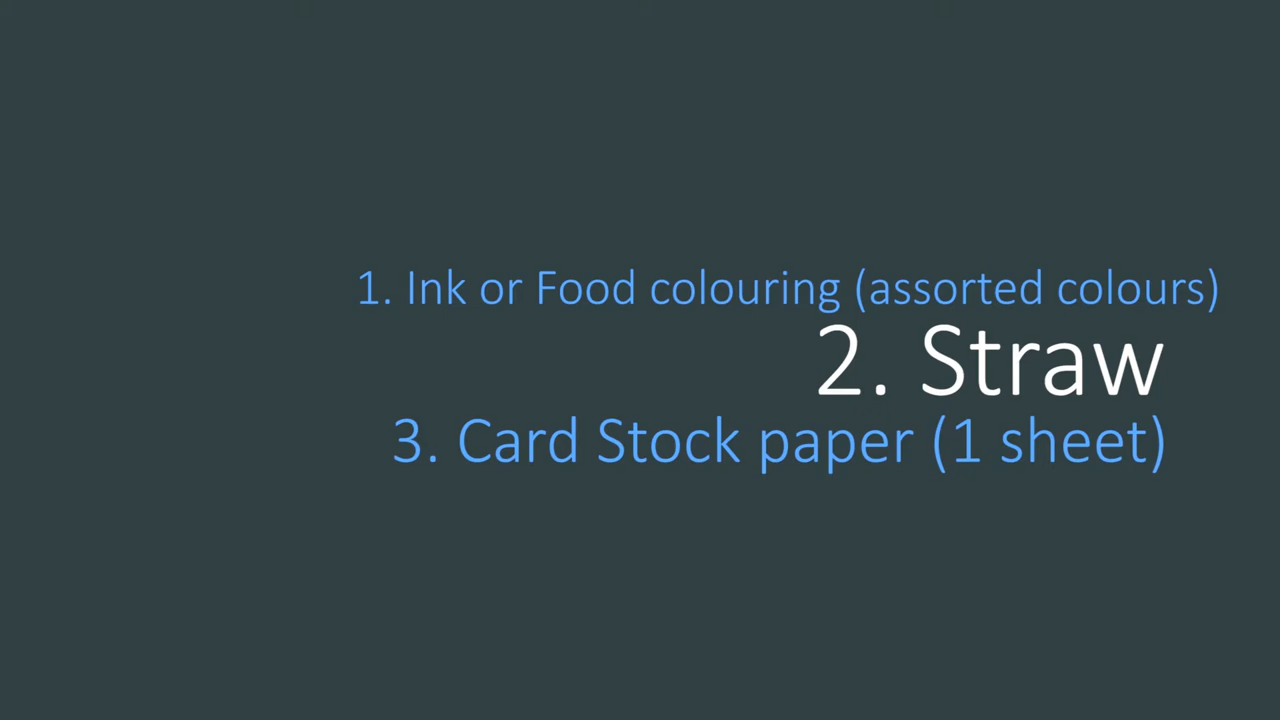 1. Ink or Food colouring (assorted colours)
2. Straw
3. Card Stock paper (1 sheet)